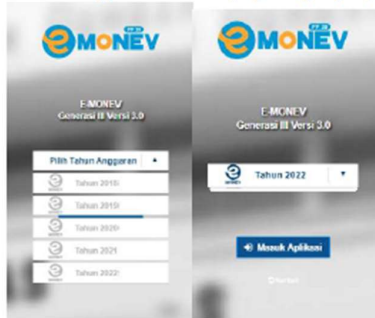 eMONEV
E-MONEV
Generasi III Versi 3.0
Pilih Tahun Anggaran
Tahun 2018
Tahun 2019
Tahun 2020
Tahun 2021
Tahun 2022
eMONEV
E-MONEV
Generasi III Versi 3.0
Tahun 2022
Masuk Aplikasi